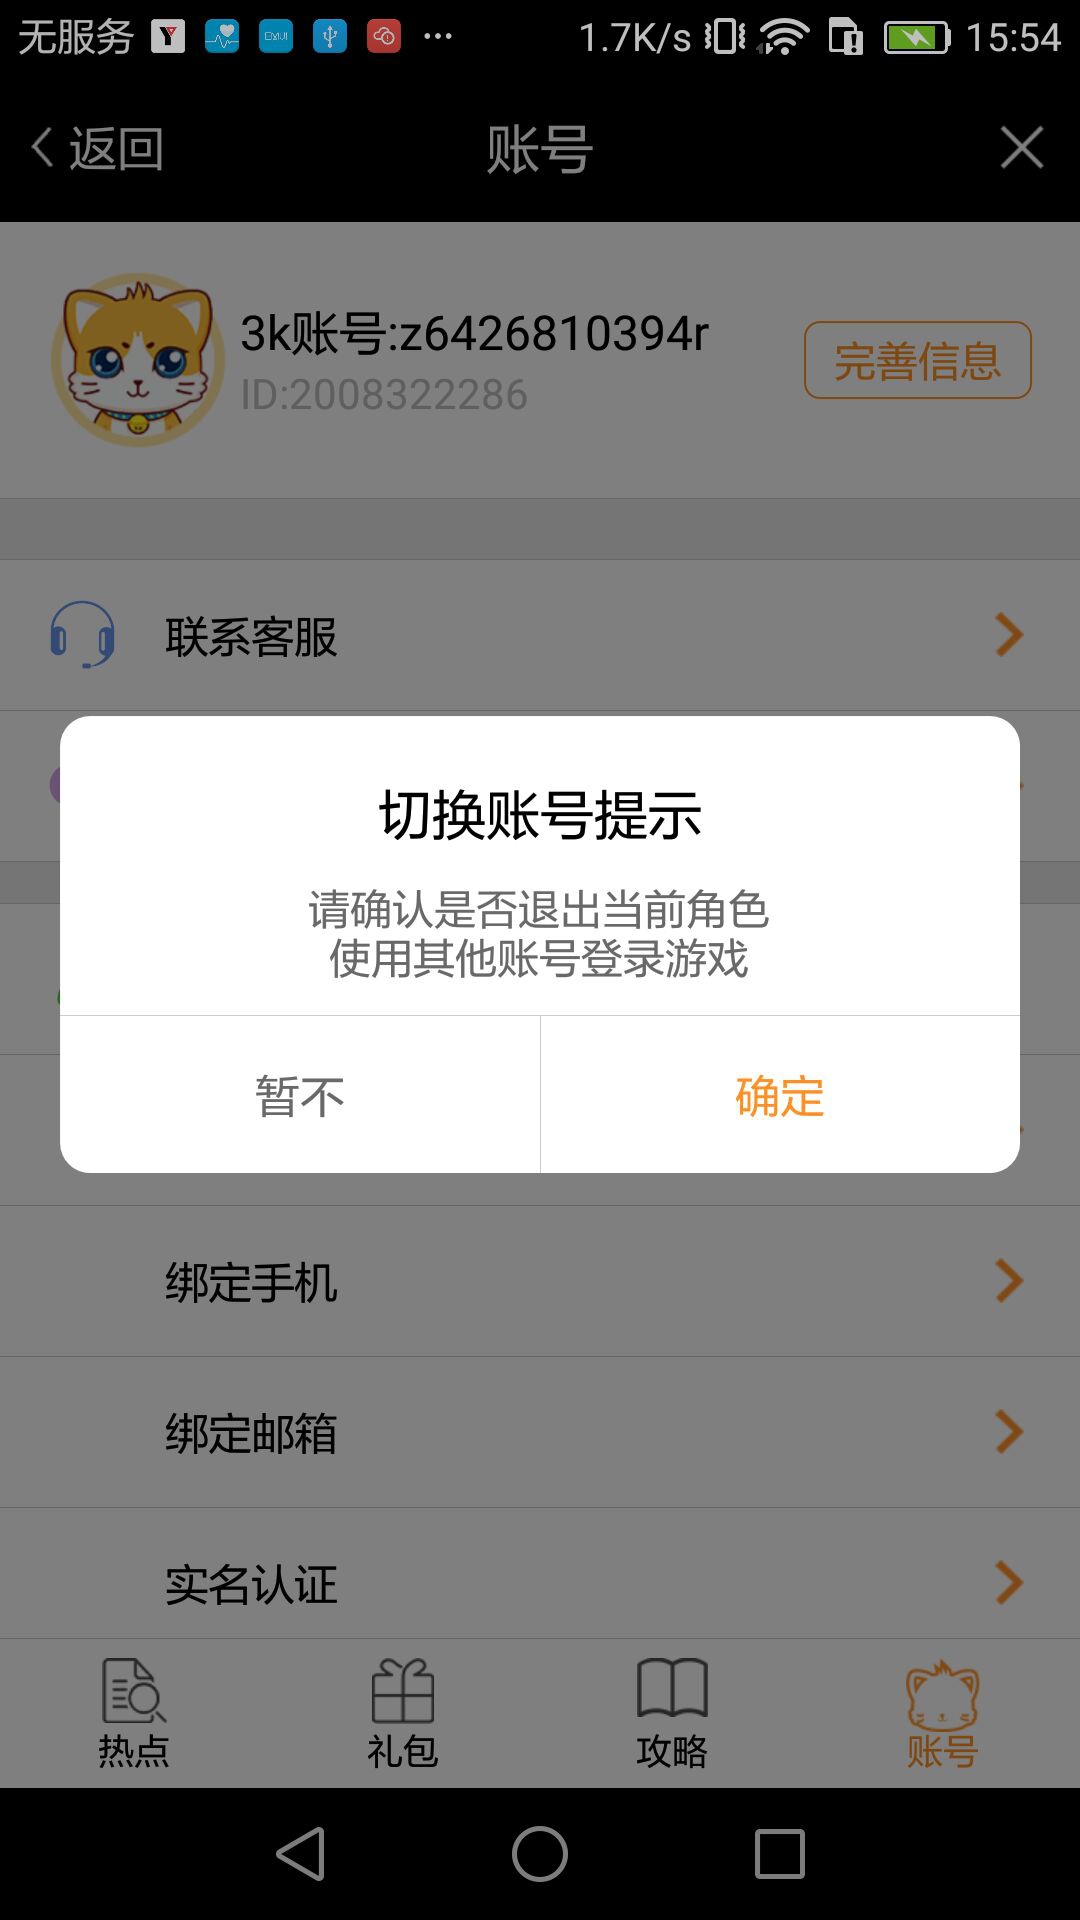 无服务 1.7K/s 15:54
返回 账号
3k账号:z6426810394r
ID:2008322286
完善信息
联系客服
切换账号提示
请确认是否退出当前角色
使用其他账号登录游戏
暂不 确定
绑定手机
绑定邮箱
实名认证
热点 礼包 攻略 账号